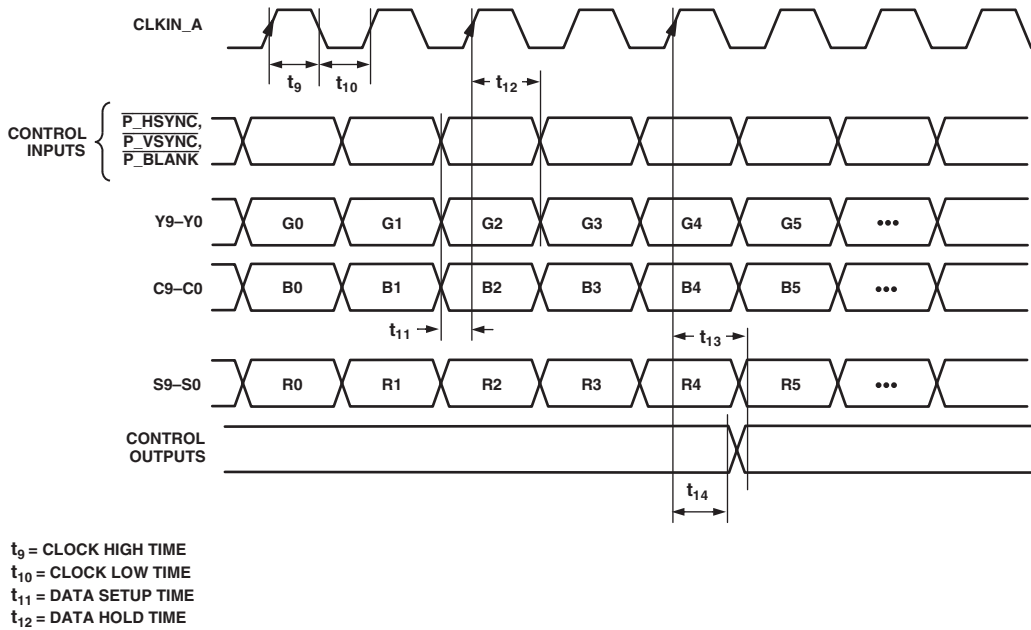 CLKIN_A
t9
t10
t12
CONTROL
INPUTS
P_HSYNC,
P_VSYNC,
P_BLANK
Y9–Y0
G0 G1 G2 G3 G4 G5 •••
C9–C0
B0 B1 B2 B3 B4 B5 •••
t11
t13
S9–S0
R0 R1 R2 R3 R4 R5 •••
CONTROL
OUTPUTS
t14
t9 = CLOCK HIGH TIME
t10 = CLOCK LOW TIME
t11 = DATA SETUP TIME
t12 = DATA HOLD TIME